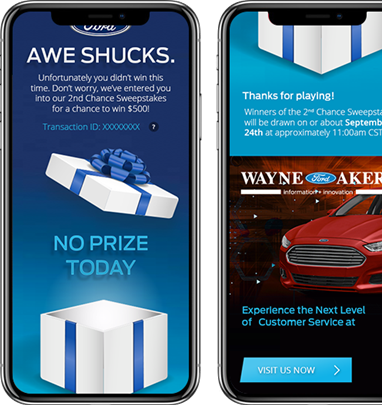 Ford
AWE SHUCKS.
Unfortunately you didn't win this
time. Don't worry, we've entered you
into our 2nd Chance Sweepstakes
for a chance to win $500!
Transaction ID: XXXXXXXX ?
NO PRIZE
TODAY
Thanks for playing!
Winners of the 2nd Chance Sweepsta
will be drawn on or about Septemb
24th at approximately 11:00am CST
WAYNE Ford AKER
information + innovation
Experience the Next Level
of Customer Service at
VISIT US NOW